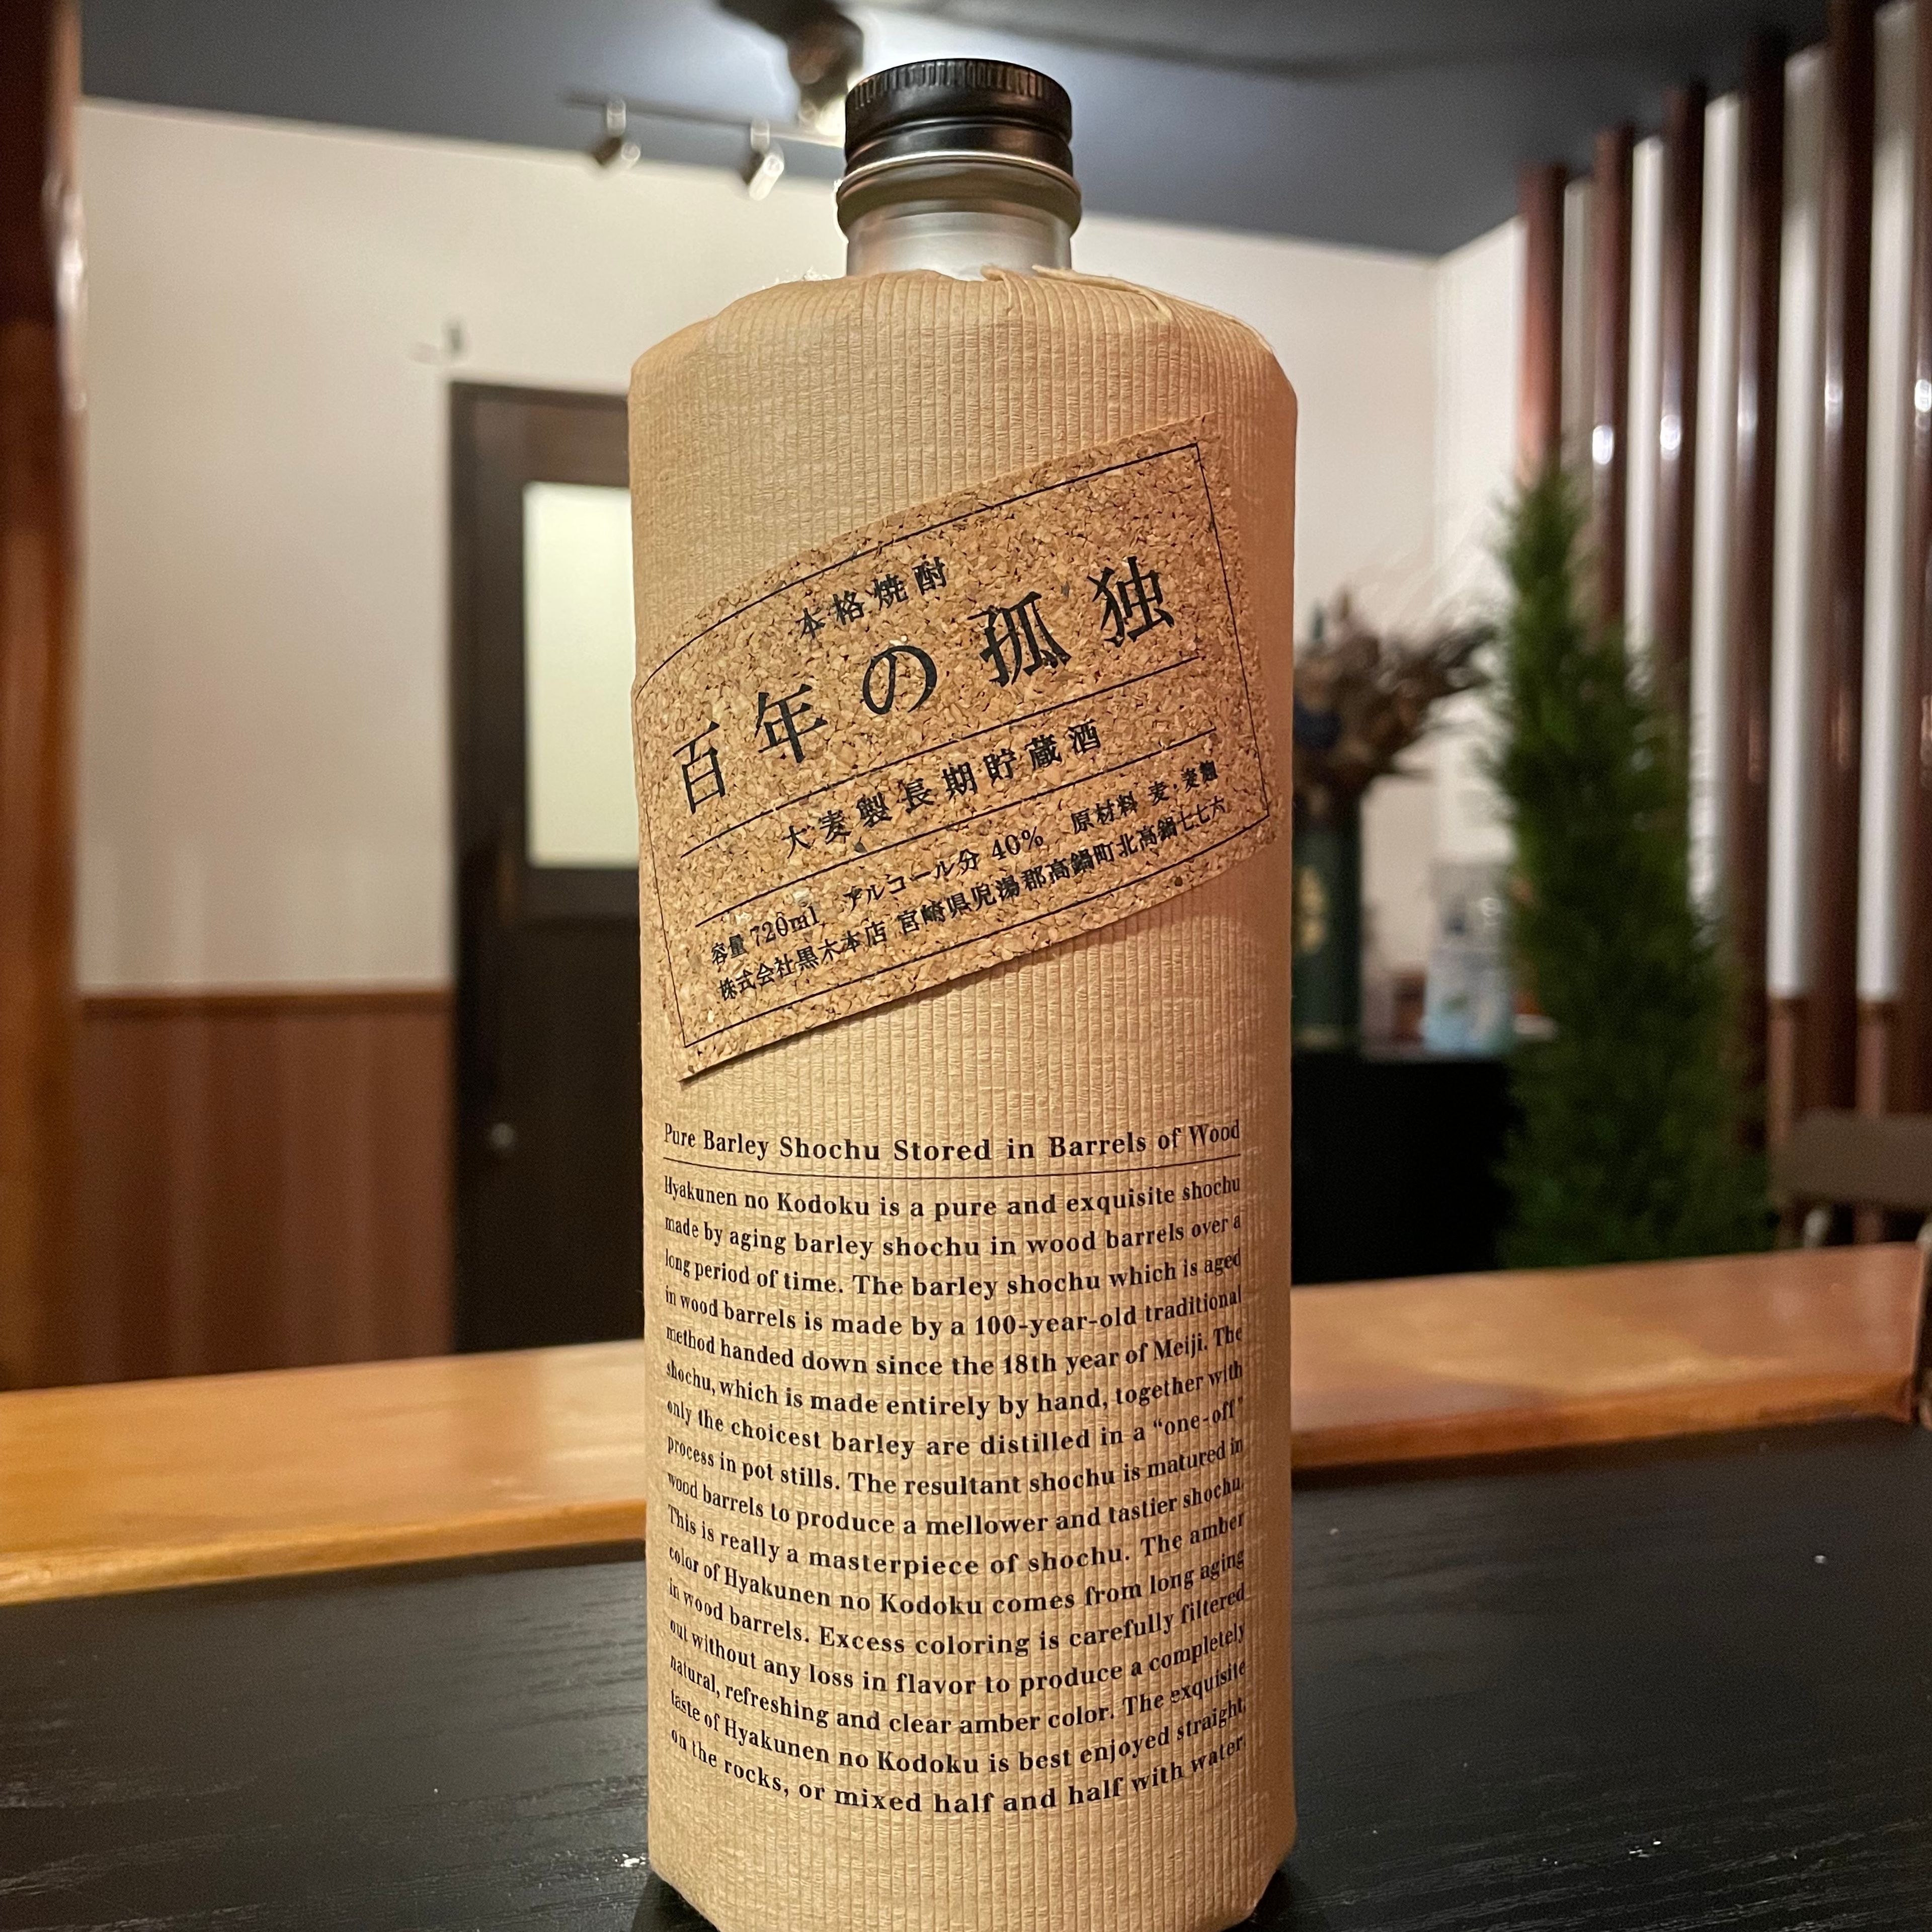 本格焼酎
百年の孤独
大麦製長期貯蔵酒
容量 720ml アルコール分 40% 原材料 麦・麦麹
株式会社黒木本店 宮崎県児湯郡高鍋町北高鍋七七六
Pure Barley Shochu Stored in Barrels of Wood
Hyakunen no Kodoku is a pure and exquisite shochu
made by aging barley shochu in wood barrels over a
long period of time. The barley shochu which is aged
in wood barrels is made by a 100-year-old traditional
method handed down since the 18th year of Meiji. The
shochu, which is made entirely by hand, together with
only the choicest barley are distilled in a “one-off”
process in pot stills. The resultant shochu is matured in
wood barrels to produce a mellower and tastier shochu.
This is really a masterpiece of shochu. The amber
color of Hyakunen no Kodoku comes from long aging
in wood barrels. Excess coloring is carefully filtered
out without any loss in flavor to produce a completely
natural, refreshing and clear amber color. The exquisite
taste of Hyakunen no Kodoku is best enjoyed straight,
on the rocks, or mixed half and half with water.